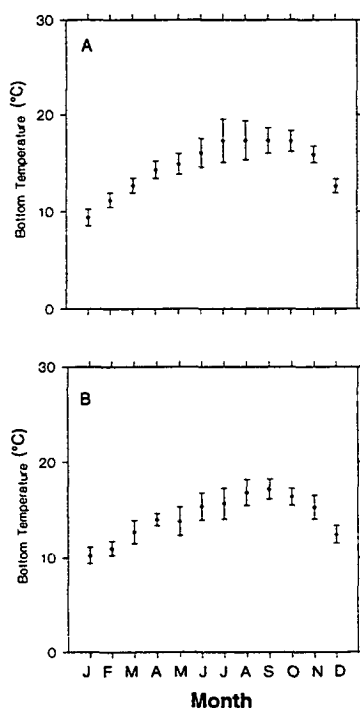 30
A
20
10
0
Bottom Temperature (°C)
30
B
20
10
0
Bottom Temperature (°C)
J F M A M J J A S O N D
Month